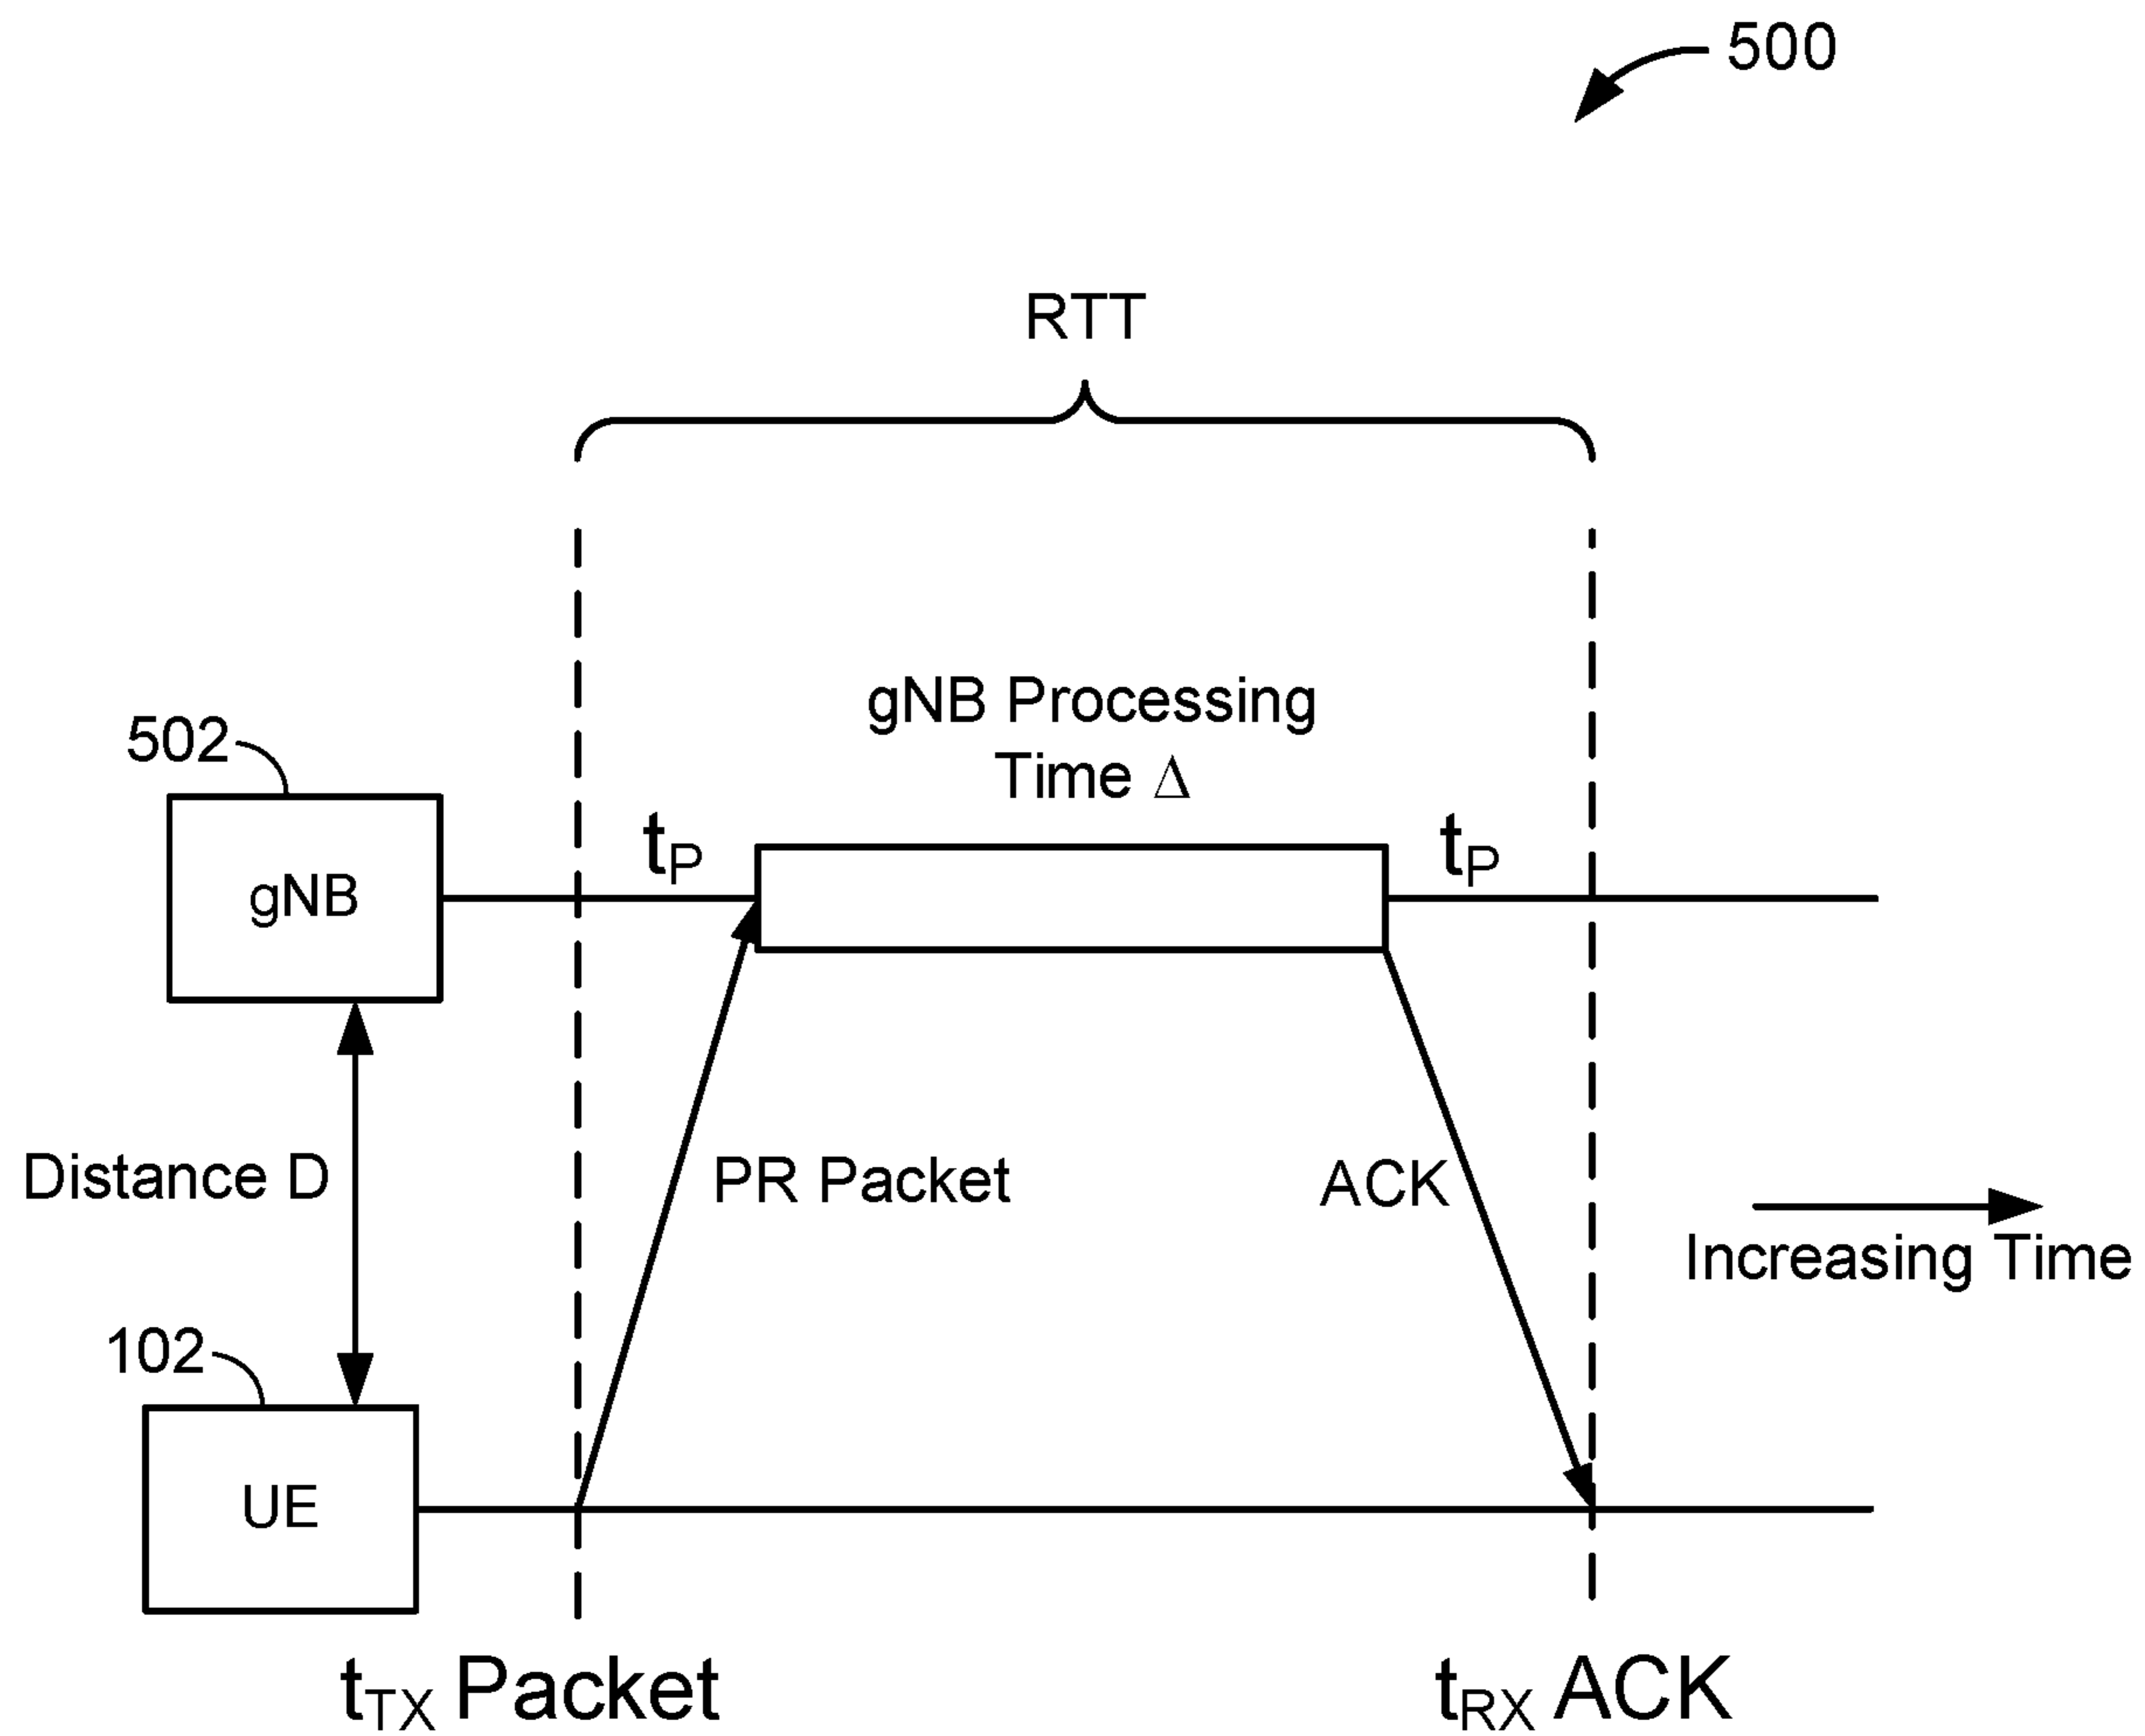 500
RTT
gNB Processing
Time Δ
502
tP
tP
gNB
Distance D
PR Packet
ACK
Increasing Time
102
UE
tTX Packet
tRX ACK